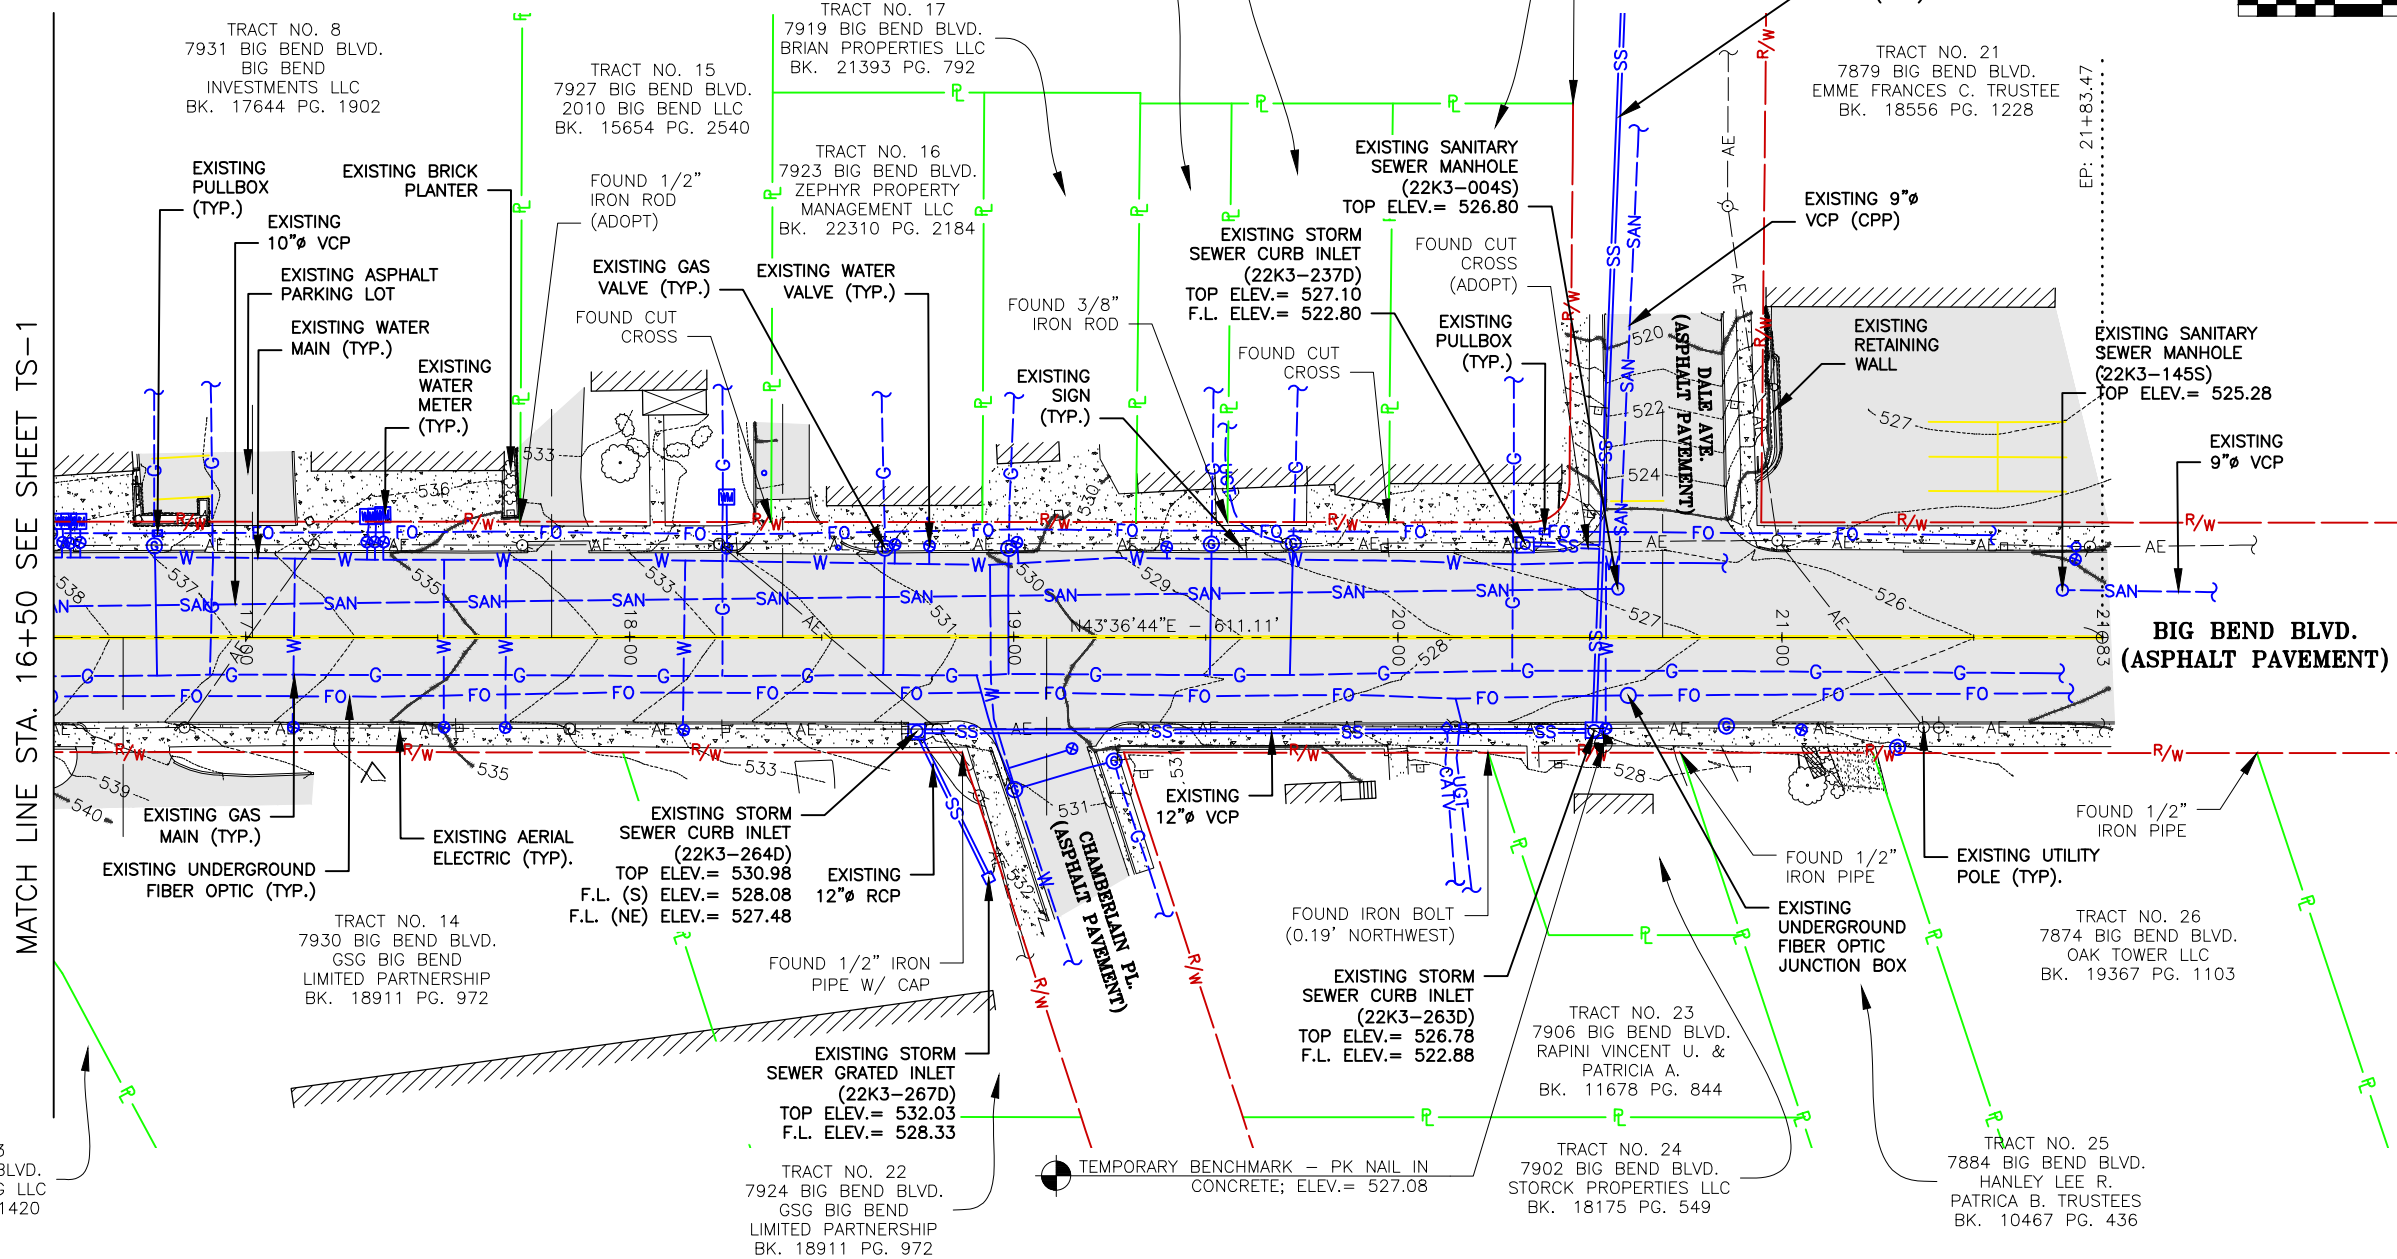 TRACT NO. 8
7931 BIG BEND BLVD.
BIG BEND
INVESTMENTS LLC
BK. 17644 PG. 1902
TRACT NO. 15
7927 BIG BEND BLVD.
2010 BIG BEND LLC
BK. 15654 PG. 2540
TRACT NO. 17
7919 BIG BEND BLVD.
BRIAN PROPERTIES LLC
BK. 21393 PG. 792
TRACT NO. 16
7923 BIG BEND BLVD.
ZEPHYR PROPERTY
MANAGEMENT LLC
BK. 22310 PG. 2184
TRACT NO. 21
7879 BIG BEND BLVD.
EMME FRANCES C. TRUSTEE
BK. 18556 PG. 1228
EP: 21+83.47
EXISTING
PULLBOX
(TYP.)
EXISTING BRICK
PLANTER
FOUND 1/2"
IRON ROD
(ADOPT)
EXISTING
10"ø VCP
EXISTING ASPHALT
PARKING LOT
EXISTING WATER
MAIN (TYP.)
EXISTING
WATER
METER
(TYP.)
EXISTING GAS
VALVE (TYP.)
FOUND CUT
CROSS
EXISTING WATER
VALVE (TYP.)
FOUND 3/8"
IRON ROD
EXISTING
SIGN
(TYP.)
EXISTING SANITARY
SEWER MANHOLE
(22K3-004S)
TOP ELEV.= 526.80
EXISTING STORM
SEWER CURB INLET
(22K3-237D)
TOP ELEV.= 527.10
F.L. ELEV.= 522.80
FOUND CUT
CROSS
FOUND CUT
CROSS
(ADOPT)
EXISTING
PULLBOX
(TYP.)
EXISTING 9"ø
VCP (CPP)
EXISTING
RETAINING
WALL
DALE AVE.
(ASPHALT PAVEMENT)
EXISTING SANITARY
SEWER MANHOLE
(22K3-145S)
TOP ELEV.= 525.28
EXISTING
9"ø VCP
MATCH LINE STA. 16+50 SEE SHEET TS-1
N43°36'44"E - 611.11'
17+00
18+00
19+00
20+00
21+00
21+83
BIG BEND BLVD.
(ASPHALT PAVEMENT)
EXISTING GAS
MAIN (TYP.)
EXISTING UNDERGROUND
FIBER OPTIC (TYP.)
EXISTING AERIAL
ELECTRIC (TYP).
TRACT NO. 14
7930 BIG BEND BLVD.
GSG BIG BEND
LIMITED PARTNERSHIP
BK. 18911 PG. 972
EXISTING STORM
SEWER CURB INLET
(22K3-264D)
TOP ELEV.= 530.98
F.L. (S) ELEV.= 528.08
F.L. (NE) ELEV.= 527.48
EXISTING
12"ø RCP
FOUND 1/2" IRON
PIPE W/ CAP
CHAMBERLAIN PL.
(ASPHALT PAVEMENT)
EXISTING
12"ø VCP
FOUND IRON BOLT
(0.19' NORTHWEST)
EXISTING STORM
SEWER CURB INLET
(22K3-263D)
TOP ELEV.= 526.78
F.L. ELEV.= 522.88
EXISTING STORM
SEWER GRATED INLET
(22K3-267D)
TOP ELEV.= 532.03
F.L. ELEV.= 528.33
FOUND 1/2"
IRON PIPE
EXISTING
UNDERGROUND
FIBER OPTIC
JUNCTION BOX
EXISTING UTILITY
POLE (TYP).
FOUND 1/2"
IRON PIPE
TRACT NO. 26
7874 BIG BEND BLVD.
OAK TOWER LLC
BK. 19367 PG. 1103
TRACT NO. 23
7906 BIG BEND BLVD.
RAPINI VINCENT U. &
PATRICIA A.
BK. 11678 PG. 844
TRACT NO. 22
7924 BIG BEND BLVD.
GSG BIG BEND
LIMITED PARTNERSHIP
BK. 18911 PG. 972
TEMPORARY BENCHMARK - PK NAIL IN
CONCRETE; ELEV.= 527.08
TRACT NO. 24
7902 BIG BEND BLVD.
STORCK PROPERTIES LLC
BK. 18175 PG. 549
TRACT NO. 25
7884 BIG BEND BLVD.
HANLEY LEE R.
PATRICA B. TRUSTEES
BK. 10467 PG. 436
BLVD.
LLC
1420